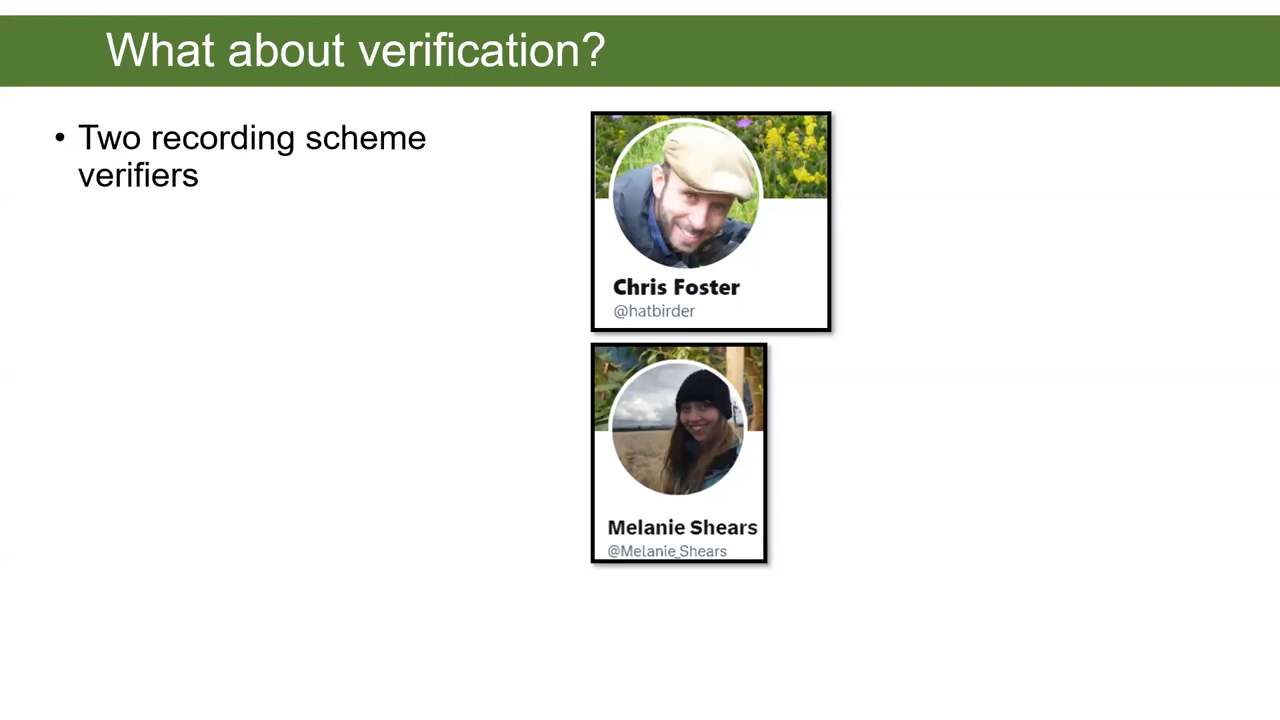 What about verification?
• Two recording scheme
verifiers
Chris Foster
@hatbirder
Melanie Shears
@Melanie_Shears